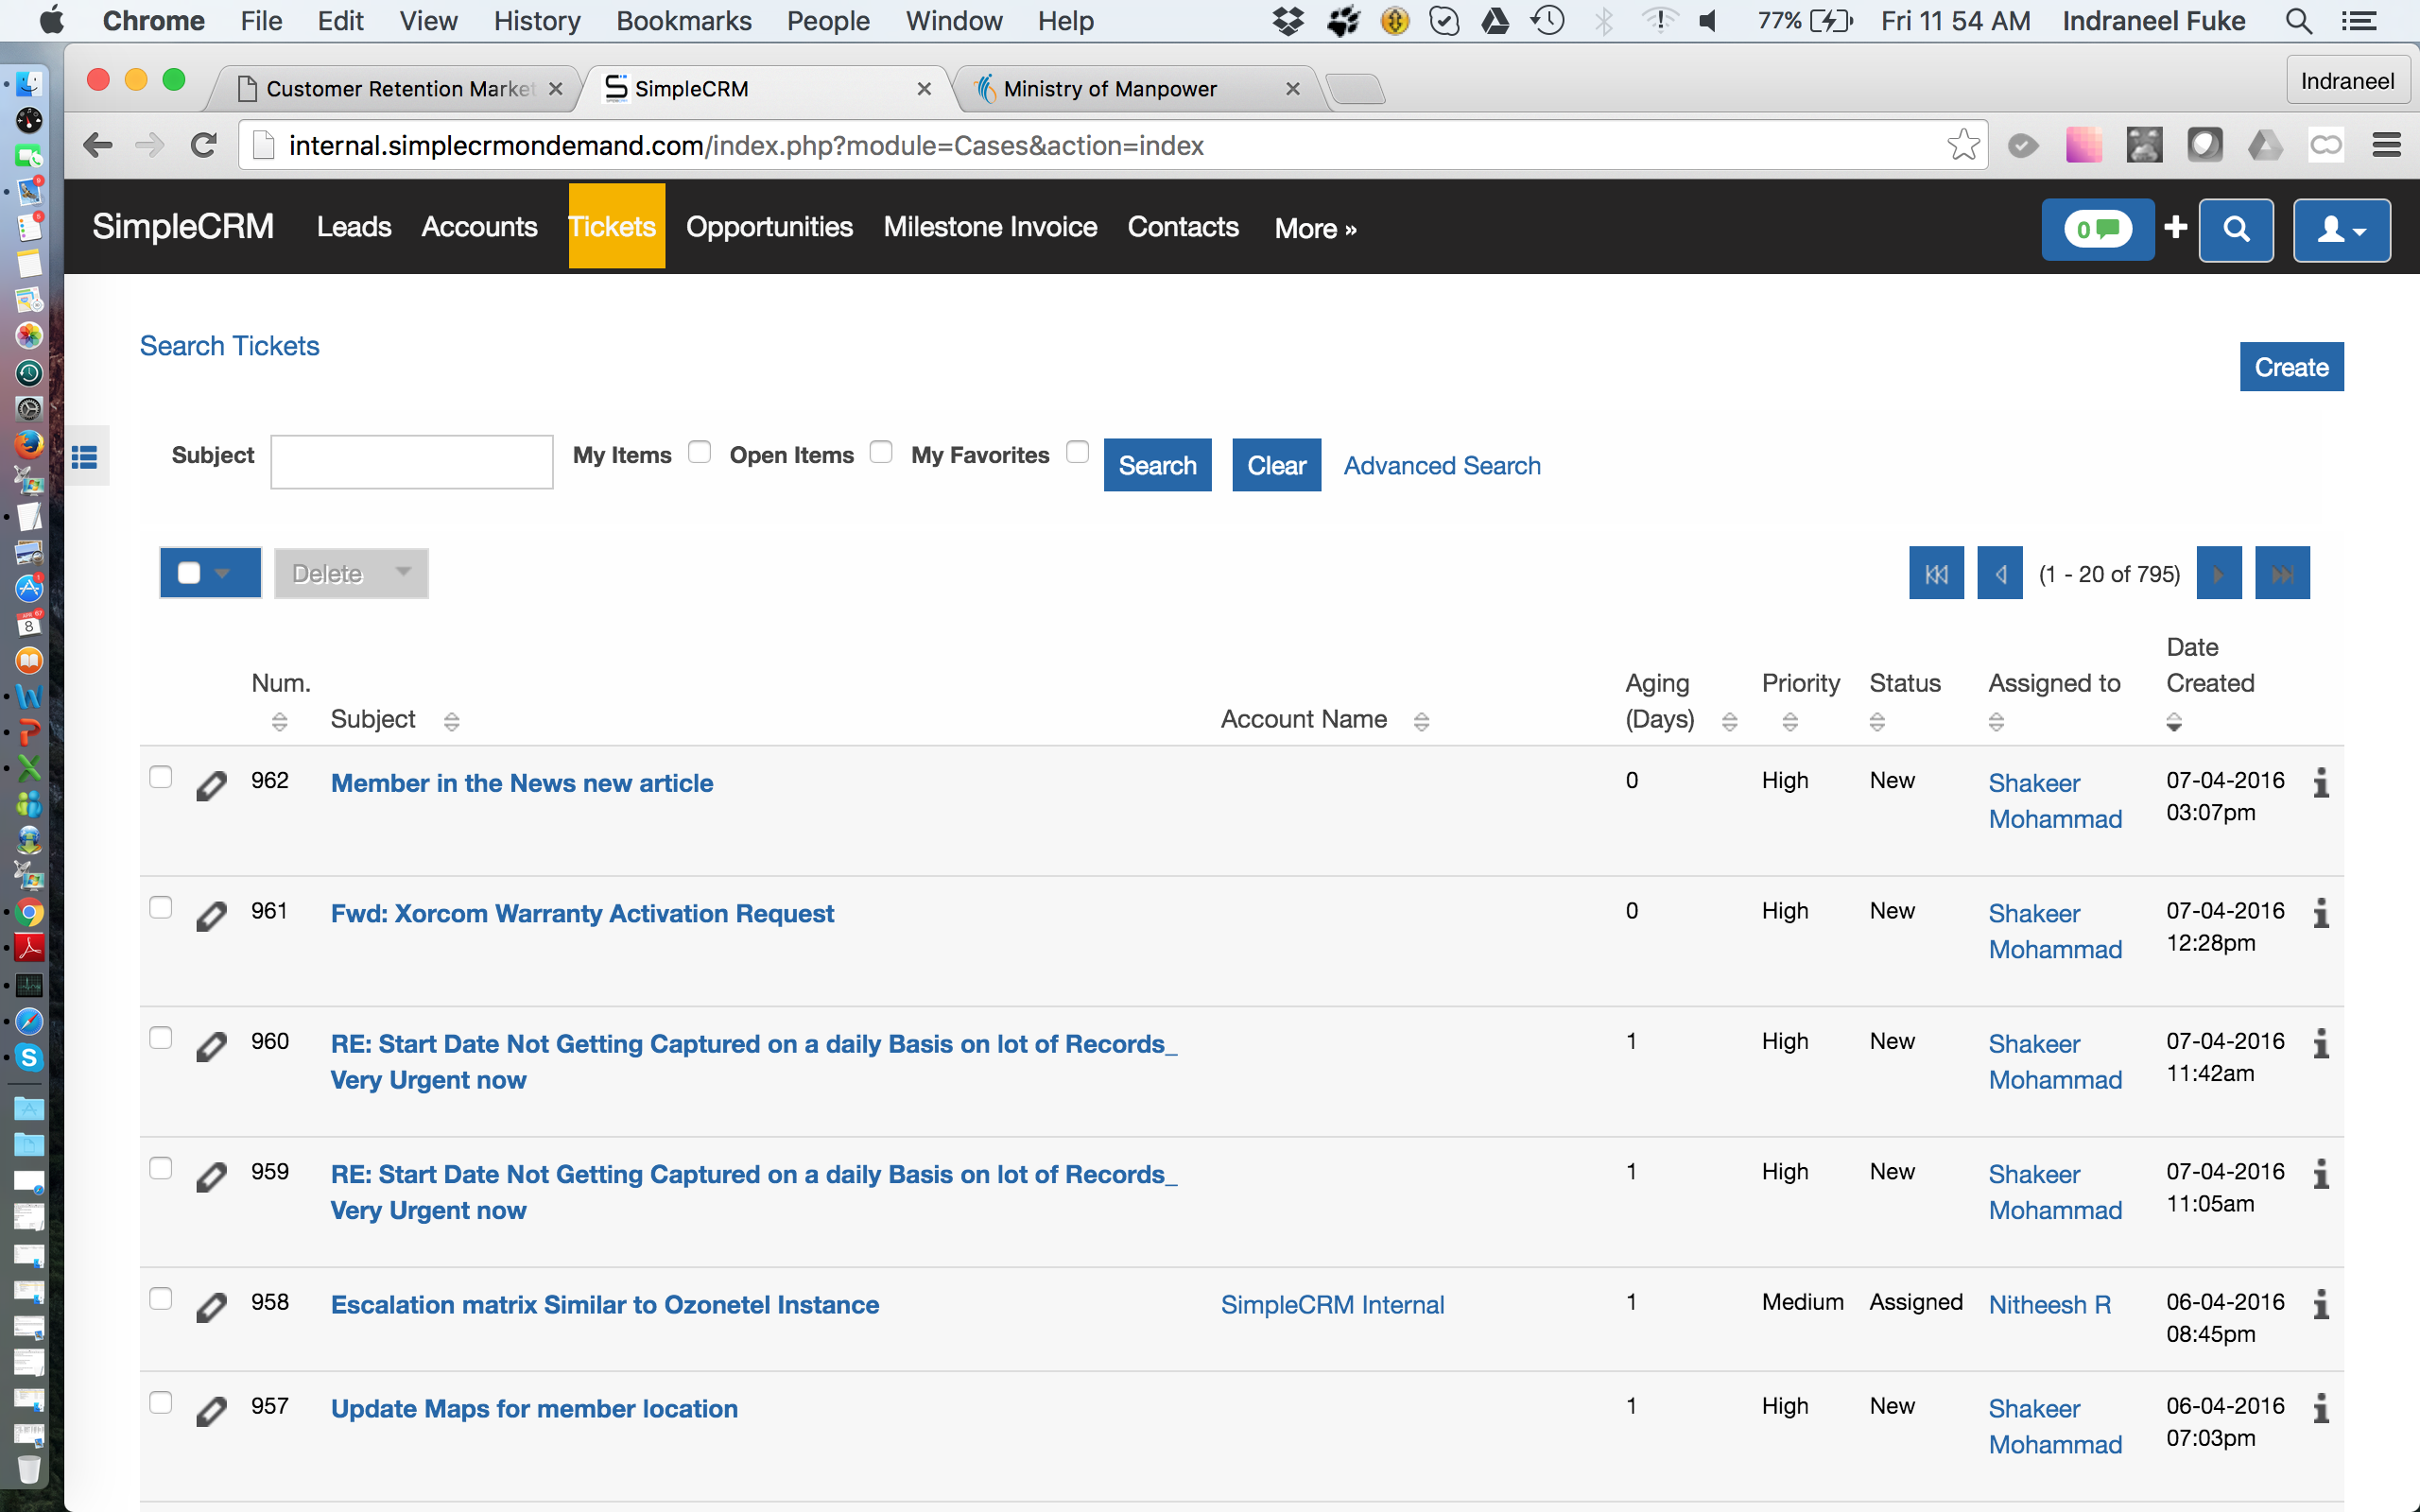 Chrome File Edit View History Bookmarks People Window Help 77% Fri 11 54 AM Indraneel Fuke
Customer Retention Market SimpleCRM Ministry of Manpower Indraneel
internal.simplecrmondemand.com/index.php?module=Cases&action=index
SimpleCRM Leads Accounts Tickets Opportunities Milestone Invoice Contacts More » 0
Search Tickets
Create
Subject My Items Open Items My Favorites Search Clear Advanced Search
Delete (1 - 20 of 795)
Date
Num. Aging Priority Status Assigned to Created
Subject Account Name (Days)
962 Member in the News new article 0 High New Shakeer 07-04-2016
Mohammad 03:07pm
961 Fwd: Xorcom Warranty Activation Request 0 High New Shakeer 07-04-2016
Mohammad 12:28pm
960 RE: Start Date Not Getting Captured on a daily Basis on lot of Records_ 1 High New Shakeer 07-04-2016
Very Urgent now Mohammad 11:42am
959 RE: Start Date Not Getting Captured on a daily Basis on lot of Records_ 1 High New Shakeer 07-04-2016
Very Urgent now Mohammad 11:05am
958 Escalation matrix Similar to Ozonetel Instance SimpleCRM Internal 1 Medium Assigned Nitheesh R 06-04-2016
08:45pm
957 Update Maps for member location 1 High New Shakeer 06-04-2016
Mohammad 07:03pm